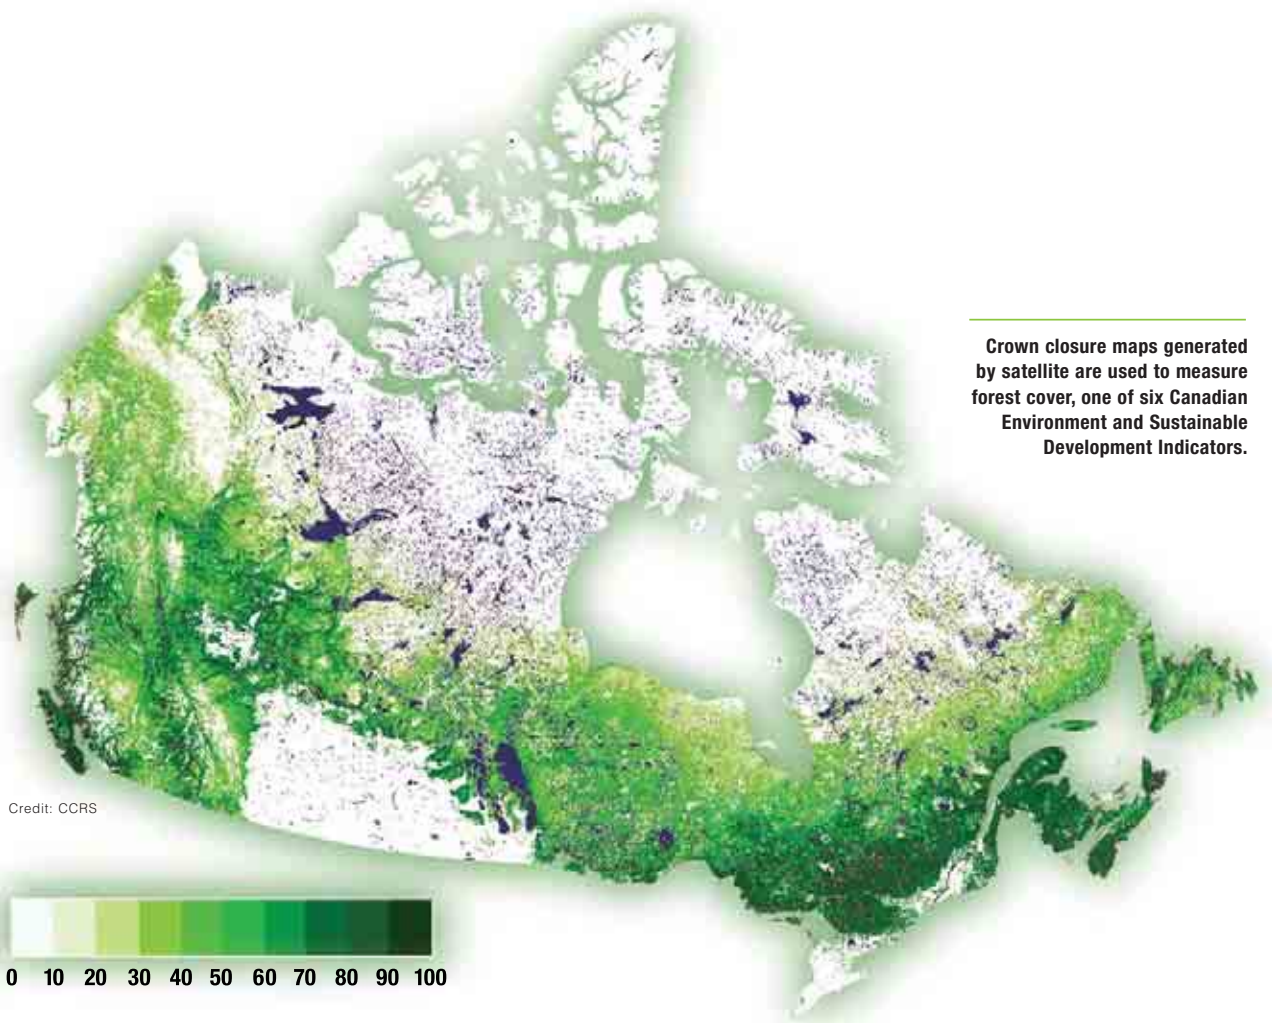 Crown closure maps generated
by satellite are used to measure
forest cover, one of six Canadian
Environment and Sustainable
Development Indicators.
Credit: CCRS
0 10 20 30 40 50 60 70 80 90 100